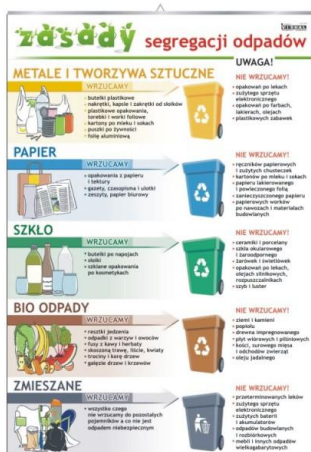 zasady segregacji odpadów
UWAGA!
METALE I TWORZYWA SZTUCZNE
WRZUCAMY
• butelki plastikowe
• nakrętki, kapsle i zakrętki od słoików
• plastikowe opakowania,
torebki i worki foliowe
• kartony po mleku i sokach
• puszki po żywności
• folię aluminiową
NIE WRZUCAMY!
• opakowań po lekach
• zużytego sprzętu
elektronicznego
• opakowań po farbach,
lakierach, olejach
• plastikowych zabawek
PAPIER
WRZUCAMY
• opakowania z papieru
i tektury
• gazety, czasopisma i ulotki
• zeszyty, papier biurowy
NIE WRZUCAMY!
• ręczników papierowych
i zużytych chusteczek
• kartonów po mleku i sokach
• papieru lakierowanego
i powleczonego folią
• zanieczyszczonego papieru
• papierowych worków
po nawozach i materiałach
budowlanych
SZKŁO
WRZUCAMY
• butelki po napojach
• słoiki
• szklane opakowania
po kosmetykach
NIE WRZUCAMY!
• ceramiki i porcelany
• szkła okularowego
i żaroodpornego
• żarówek i świetlówek
• opakowań po lekach,
olejach silnikowych,
rozpuszczalnikach
• szyb i luster
BIO ODPADY
WRZUCAMY
• resztki jedzenia
• odpadki z warzyw i owoców
• fusy z kawy i herbaty
• skoszoną trawę, liście, kwiaty
• trociny i korę drzew
• gałęzie drzew i krzewów
NIE WRZUCAMY!
• ziemi i kamieni
• popiołu
• drewna impregnowanego
• płyt wiórowych i pilśniowych
• kości, surowego mięsa
i odchodów zwierząt
• oleju jadalnego
ZMIESZANE
WRZUCAMY
• wszystko czego
nie wrzucamy do pozostałych
pojemników a co nie jest
odpadem niebezpiecznym
NIE WRZUCAMY!
• przeterminowanych leków
• zużytego sprzętu
elektronicznego
• zużytych baterii
i akumulatorów
• odpadów budowlanych
i rozbiórkowych
• mebli i innych odpadów
wielkogabarytowych